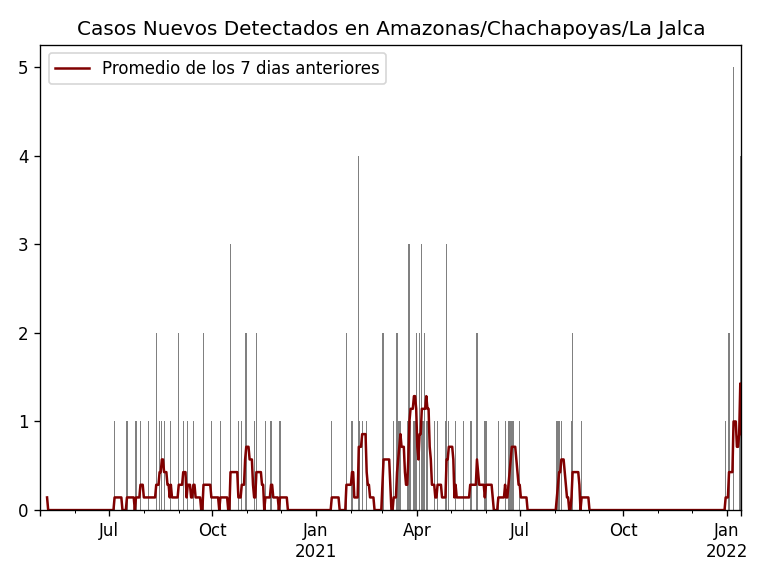 Casos Nuevos Detectados en Amazonas/Chachapoyas/La Jalca
Promedio de los 7 dias anteriores
5
4
3
2
1
0
Jul
Oct
Jan
2021
Apr
Jul
Oct
Jan
2022